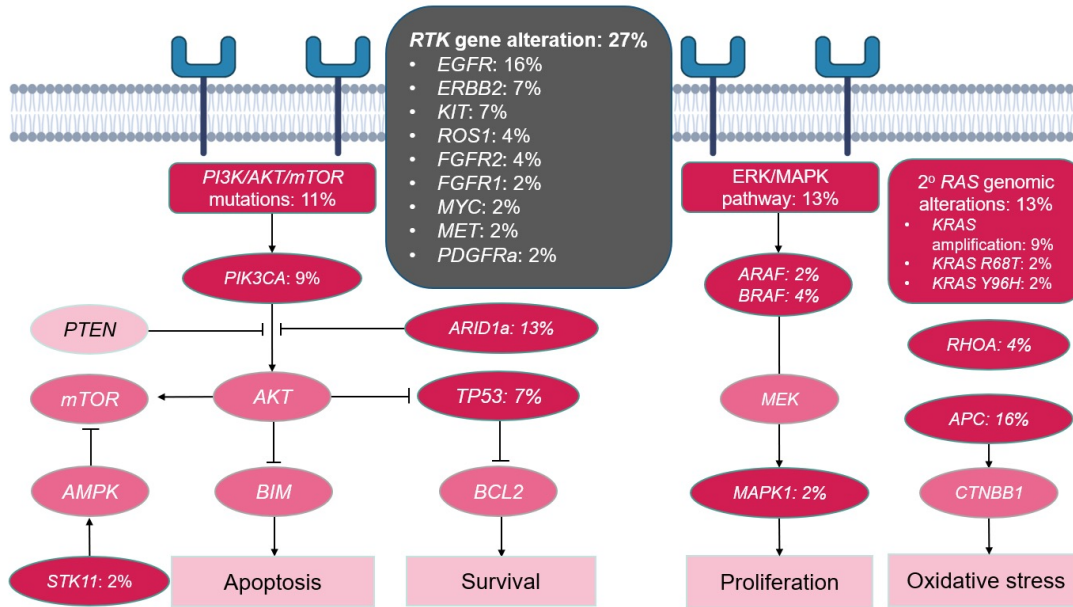 RTK gene alteration: 27%
• EGFR: 16%
• ERBB2: 7%
• KIT: 7%
• ROS1: 4%
• FGFR2: 4%
• FGFR1: 2%
• MYC: 2%
• MET: 2%
• PDGFRa: 2%
PI3K/AKT/mTOR
mutations: 11%
PIK3CA: 9%
PTEN
ARID1a: 13%
mTOR
AKT
TP53: 7%
AMPK
BIM
BCL2
STK11: 2%
Apoptosis
Survival
ERK/MAPK
pathway: 13%
ARAF: 2%
BRAF: 4%
MEK
MAPK1: 2%
Proliferation
2º RAS genomic
alterations: 13%
• KRAS
amplification: 9%
• KRAS R68T: 2%
• KRAS Y96H: 2%
RHOA: 4%
APC: 16%
CTNBB1
Oxidative stress